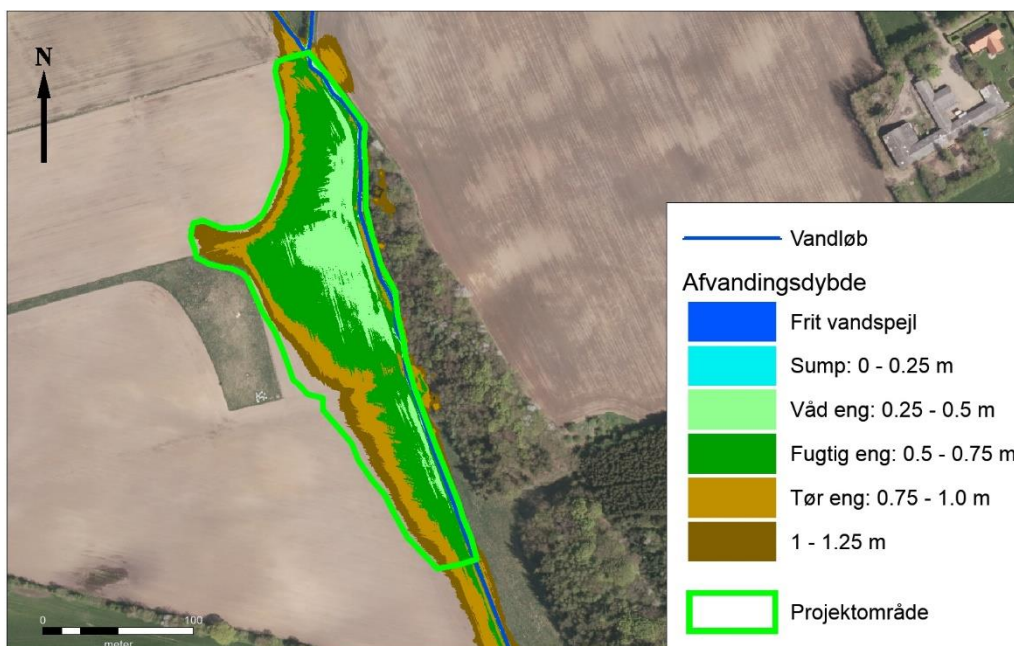 N
Vandløb
Afvandingsdybde
Frit vandspejl
Sump: 0 - 0.25 m
Våd eng: 0.25 - 0.5 m
Fugtig eng: 0.5 - 0.75 m
Tør eng: 0.75 - 1.0 m
1 - 1.25 m
Projektområde
0 100
meter